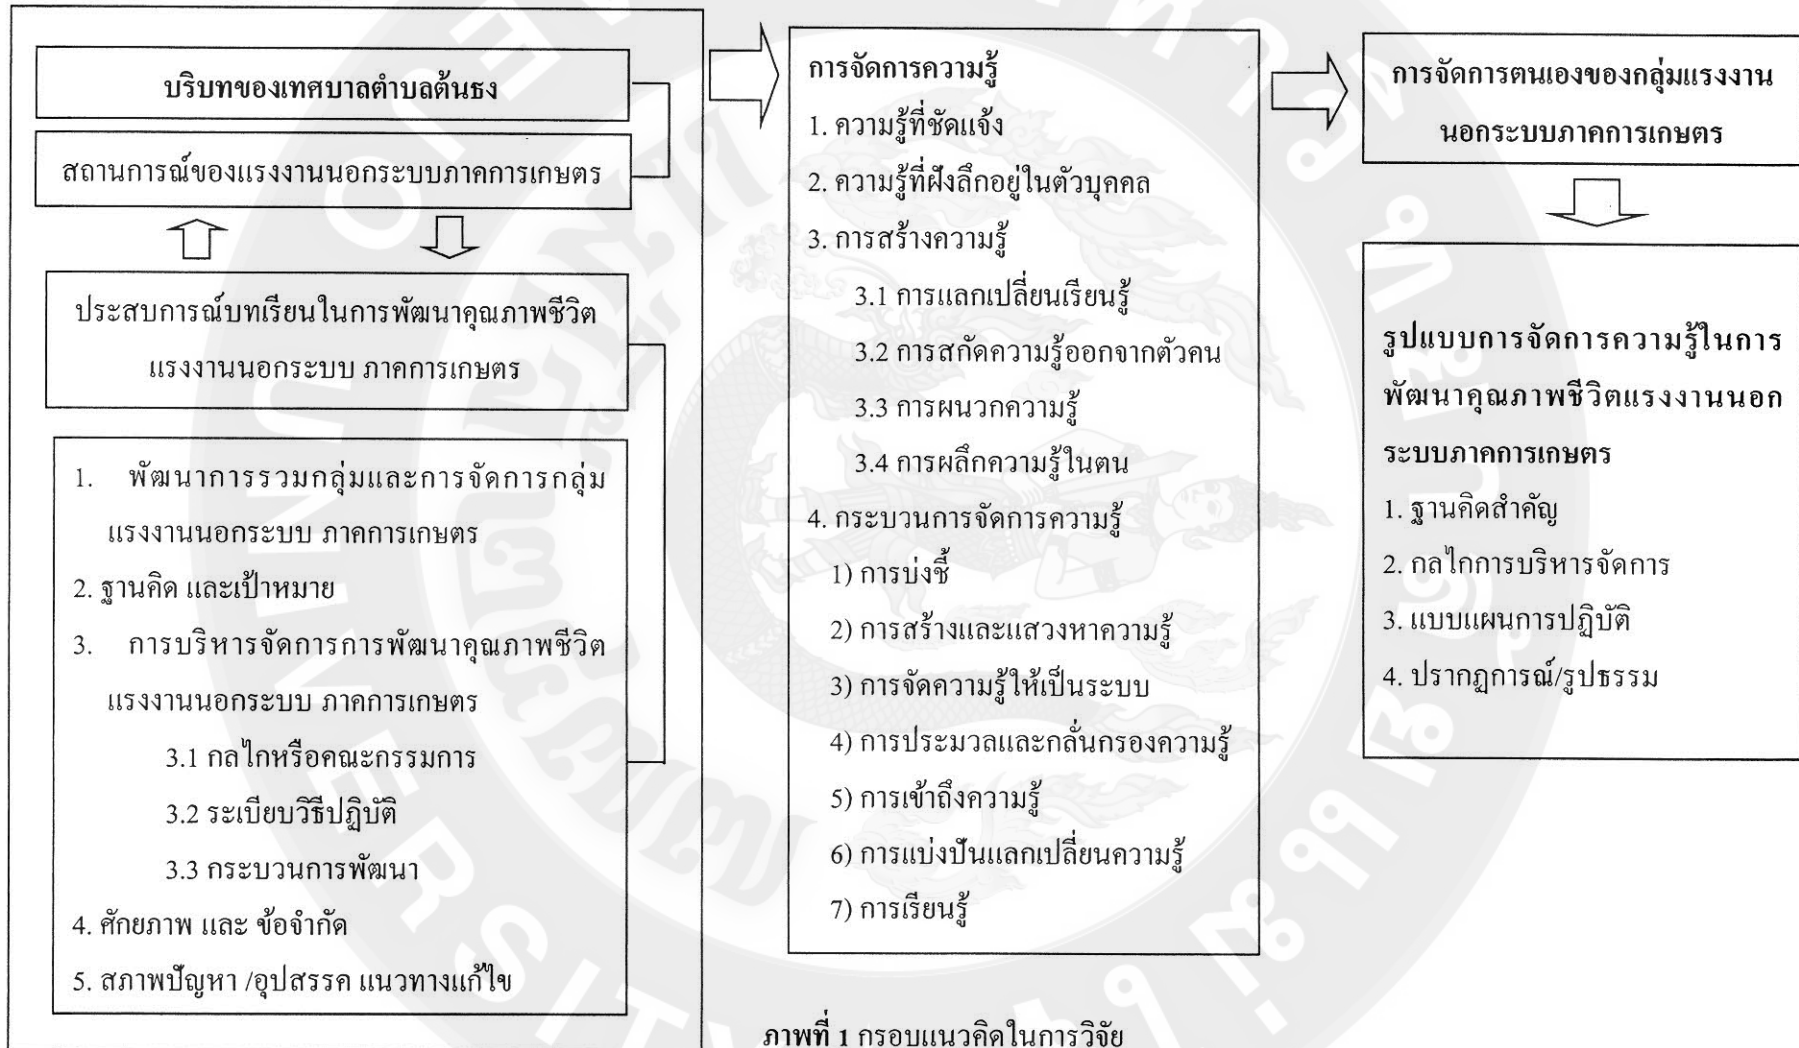 บริบทของเทศบาลตำบลต้นธง
สถานการณ์ของแรงงานนอกระบบภาคการเกษตร
ประสบการณ์บทเรียนในการพัฒนาคุณภาพชีวิต
แรงงานนอกระบบ ภาคการเกษตร
1. พัฒนาการรวมกลุ่มและการจัดการกลุ่ม
แรงงานนอกระบบ ภาคการเกษตร
2. ฐานคิด และเป้าหมาย
3. การบริหารจัดการการพัฒนาคุณภาพชีวิต
แรงงานนอกระบบ ภาคการเกษตร
3.1 กลไกหรือคณะกรรมการ
3.2 ระเบียบวิธีปฏิบัติ
3.3 กระบวนการพัฒนา
4. ศักยภาพ และ ข้อจำกัด
5. สภาพปัญหา /อุปสรรค แนวทางแก้ไข
การจัดการความรู้
1. ความรู้ที่ชัดแจ้ง
2. ความรู้ที่ฝังลึกอยู่ในตัวบุคคล
3. การสร้างความรู้
3.1 การแลกเปลี่ยนเรียนรู้
3.2 การสกัดความรู้ออกจากตัวคน
3.3 การผนวกความรู้
3.4 การผลึกความรู้ในตน
4. กระบวนการจัดการความรู้
1) การบ่งชี้
2) การสร้างและแสวงหาความรู้
3) การจัดความรู้ให้เป็นระบบ
4) การประมวลและกลั่นกรองความรู้
5) การเข้าถึงความรู้
6) การแบ่งปันแลกเปลี่ยนความรู้
7) การเรียนรู้
การจัดการตนเองของกลุ่มแรงงาน
นอกระบบภาคการเกษตร
รูปแบบการจัดการความรู้ในการ
พัฒนาคุณภาพชีวิตแรงงานนอก
ระบบภาคการเกษตร
1. ฐานคิดสำคัญ
2. กลไกการบริหารจัดการ
3. แบบแผนการปฏิบัติ
4. ปรากฏการณ์/รูปธรรม
ภาพที่ 1 กรอบแนวคิดในการวิจัย